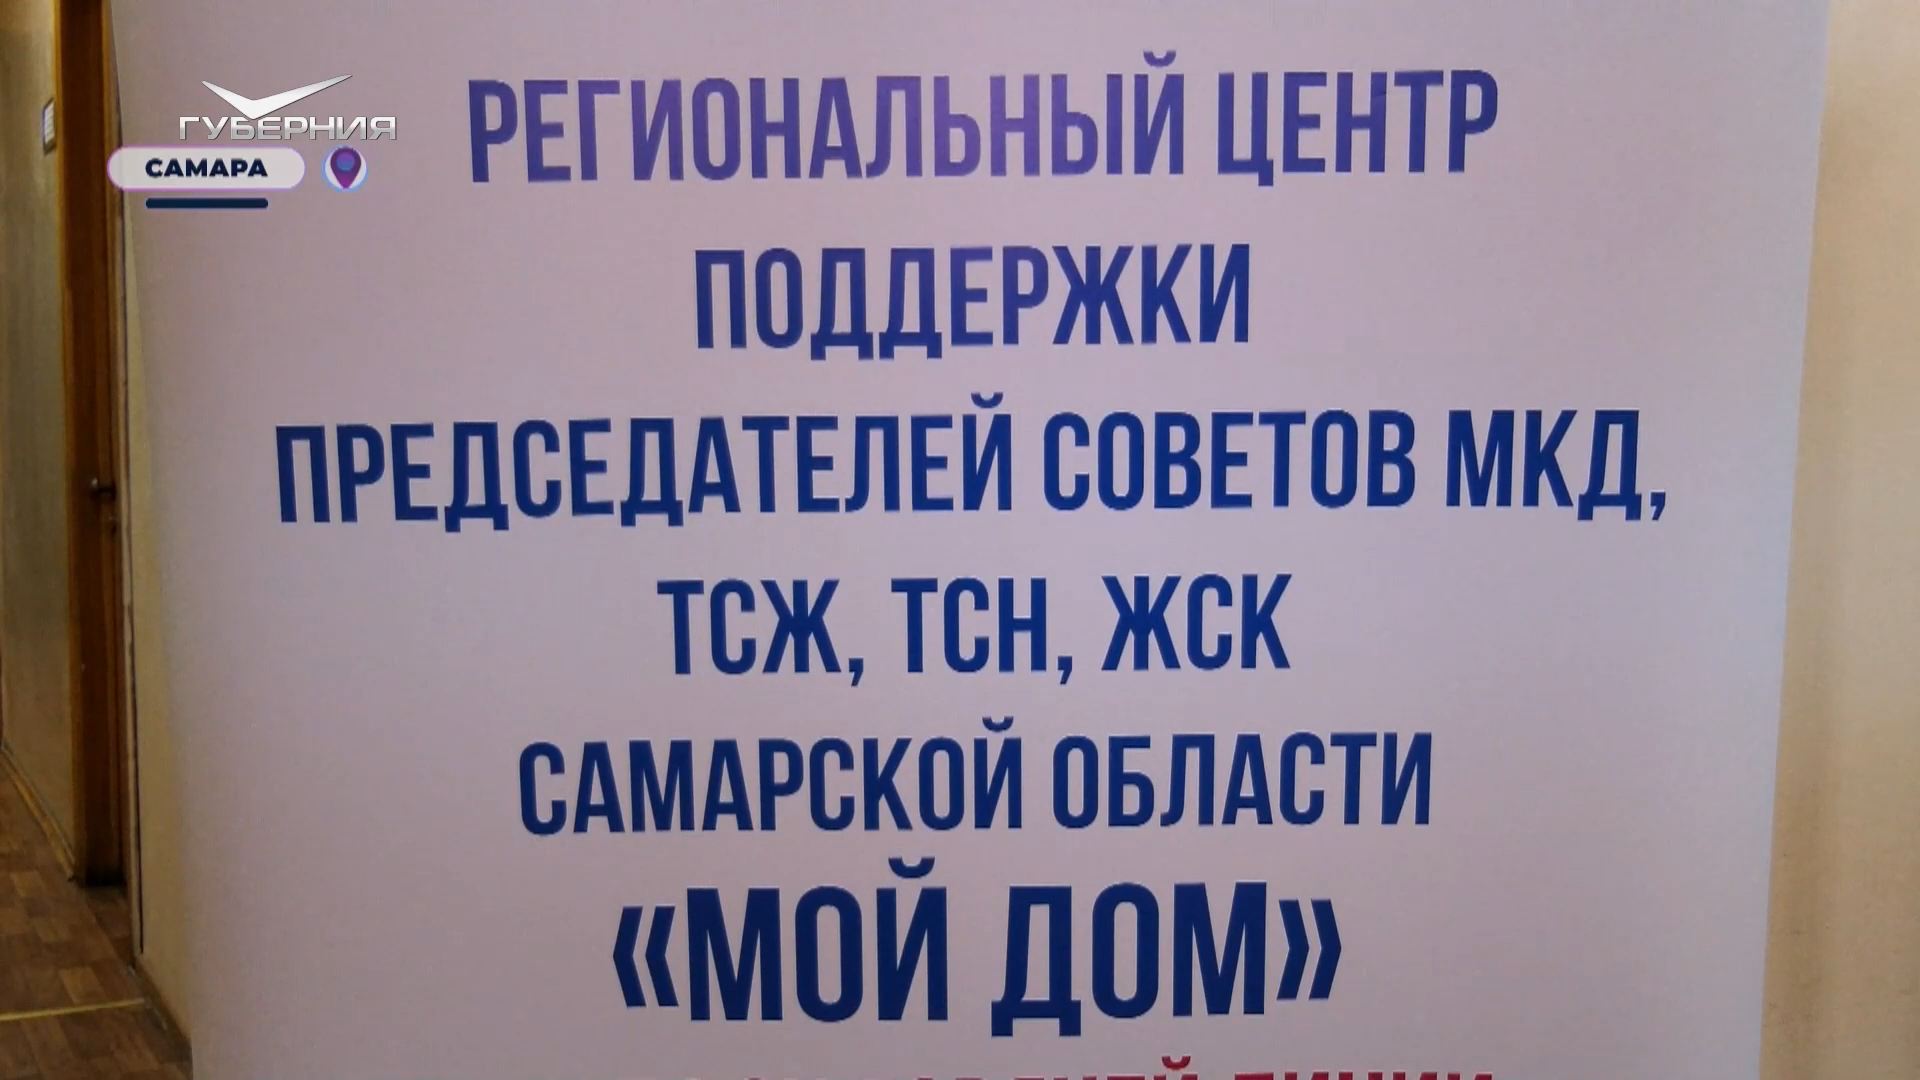 ГУБЕРНИЯ
САМАРА
РЕГИОНАЛЬНЫЙ ЦЕНТР
ПОДДЕРЖКИ
ПРЕДСЕДАТЕЛЕЙ СОВЕТОВ МКД,
ТСЖ, ТСН, ЖСК
САМАРСКОЙ ОБЛАСТИ
«МОЙ ДОМ»